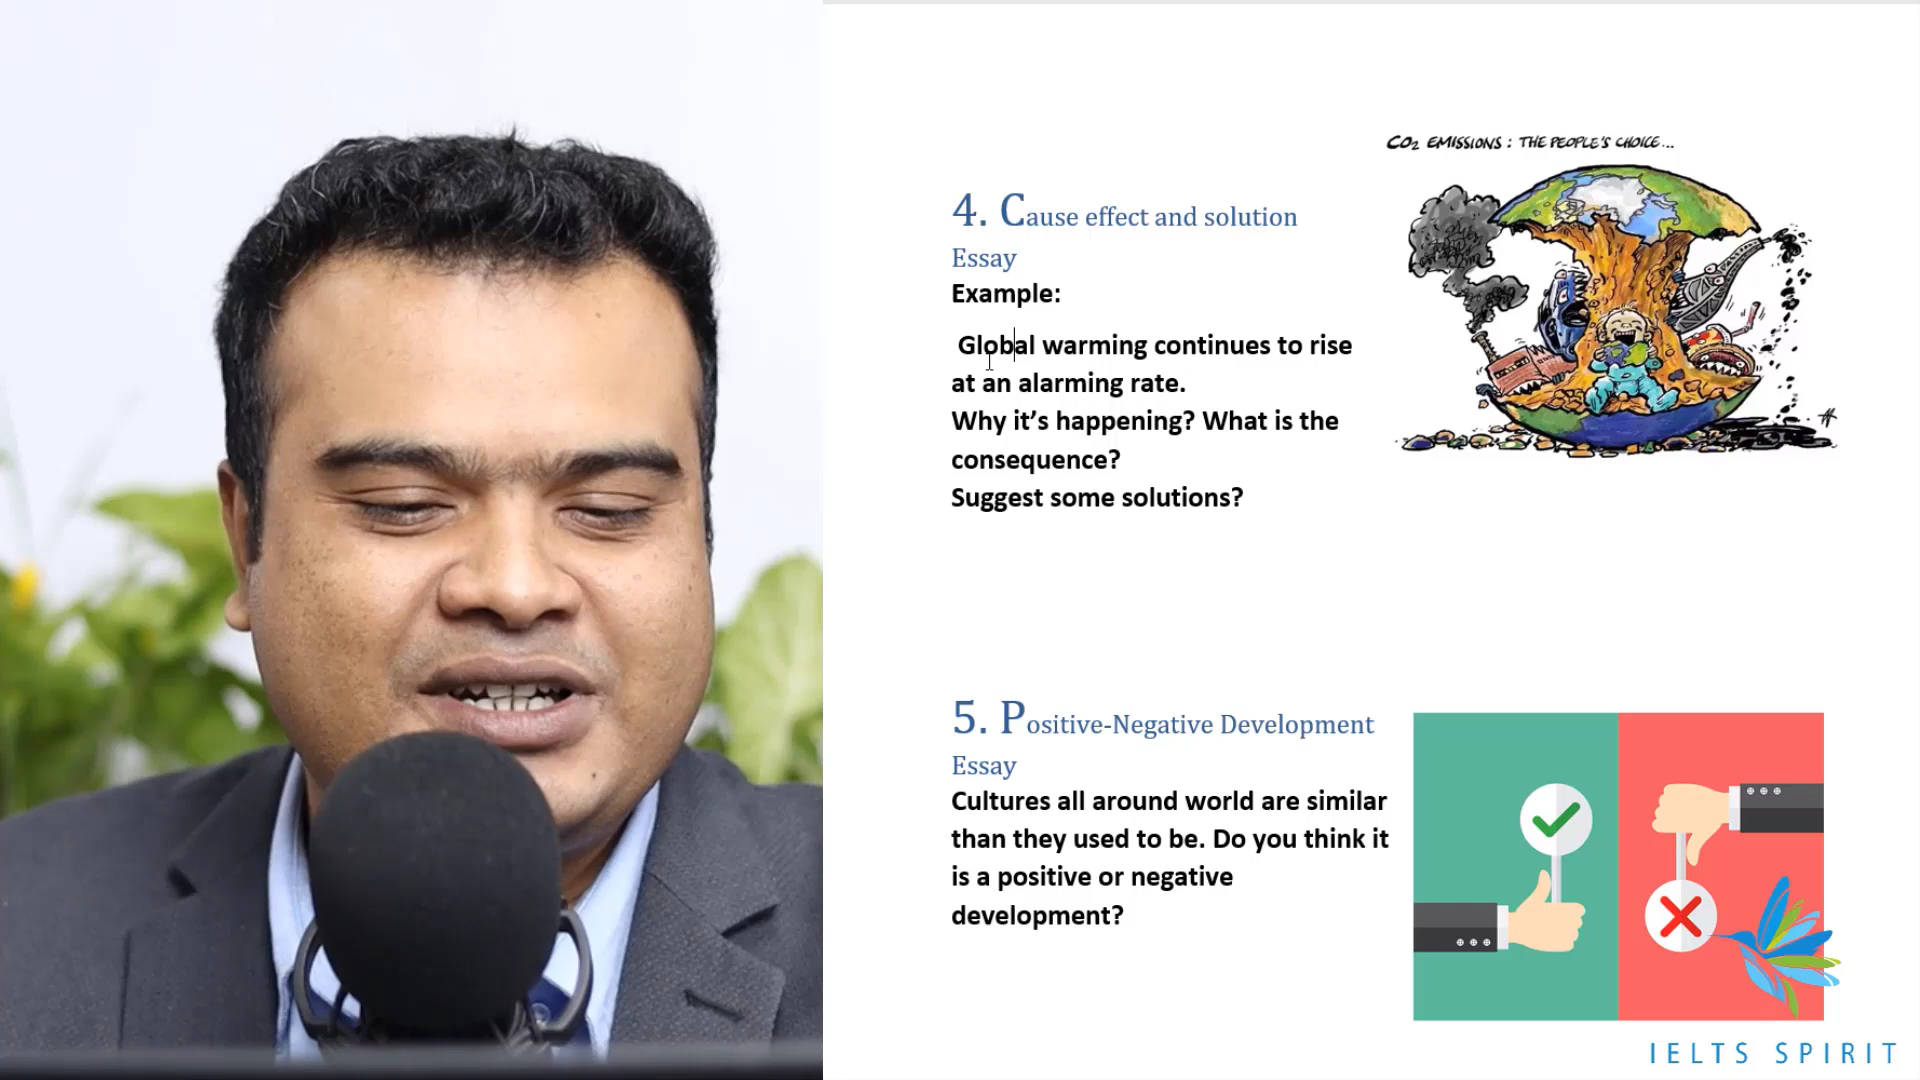 CO₂ EMISSIONS : THE PEOPLE'S CHOICE...
4. Cause effect and solution
Essay
Example:
Global warming continues to rise
at an alarming rate.
Why it’s happening? What is the
consequence?
Suggest some solutions?
5. Positive-Negative Development
Essay
Cultures all around world are similar
than they used to be. Do you think it
is a positive or negative
development?
IELTS SPIRIT